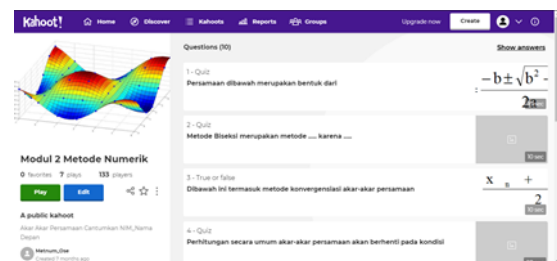 Kahoot!
Home
Discover
Kahoots
Reports
Groups
Upgrade now
Create
Questions (10)
Show answers
1 - Quiz
Persamaan dibawah merupakan bentuk dari
: −b±√b² -
2a
2 - Quiz
Metode Biseksi merupakan metode .... karena ....
10 sec
3 - True or false
Dibawah ini termasuk metode konvergensiasi akar-akar persamaan
x n +
2
10 sec
4 - Quiz
Perhitungan secara umum akar-akar persamaan akan berhenti pada kondisi
Modul 2 Metode Numerik
0 favorites 7 plays 133 players
Play
Edit
A public kahoot
Akar Akar Persamaan Cantumkan NIM_Nama Depan
Metnum_Ose
Created 7 months ago